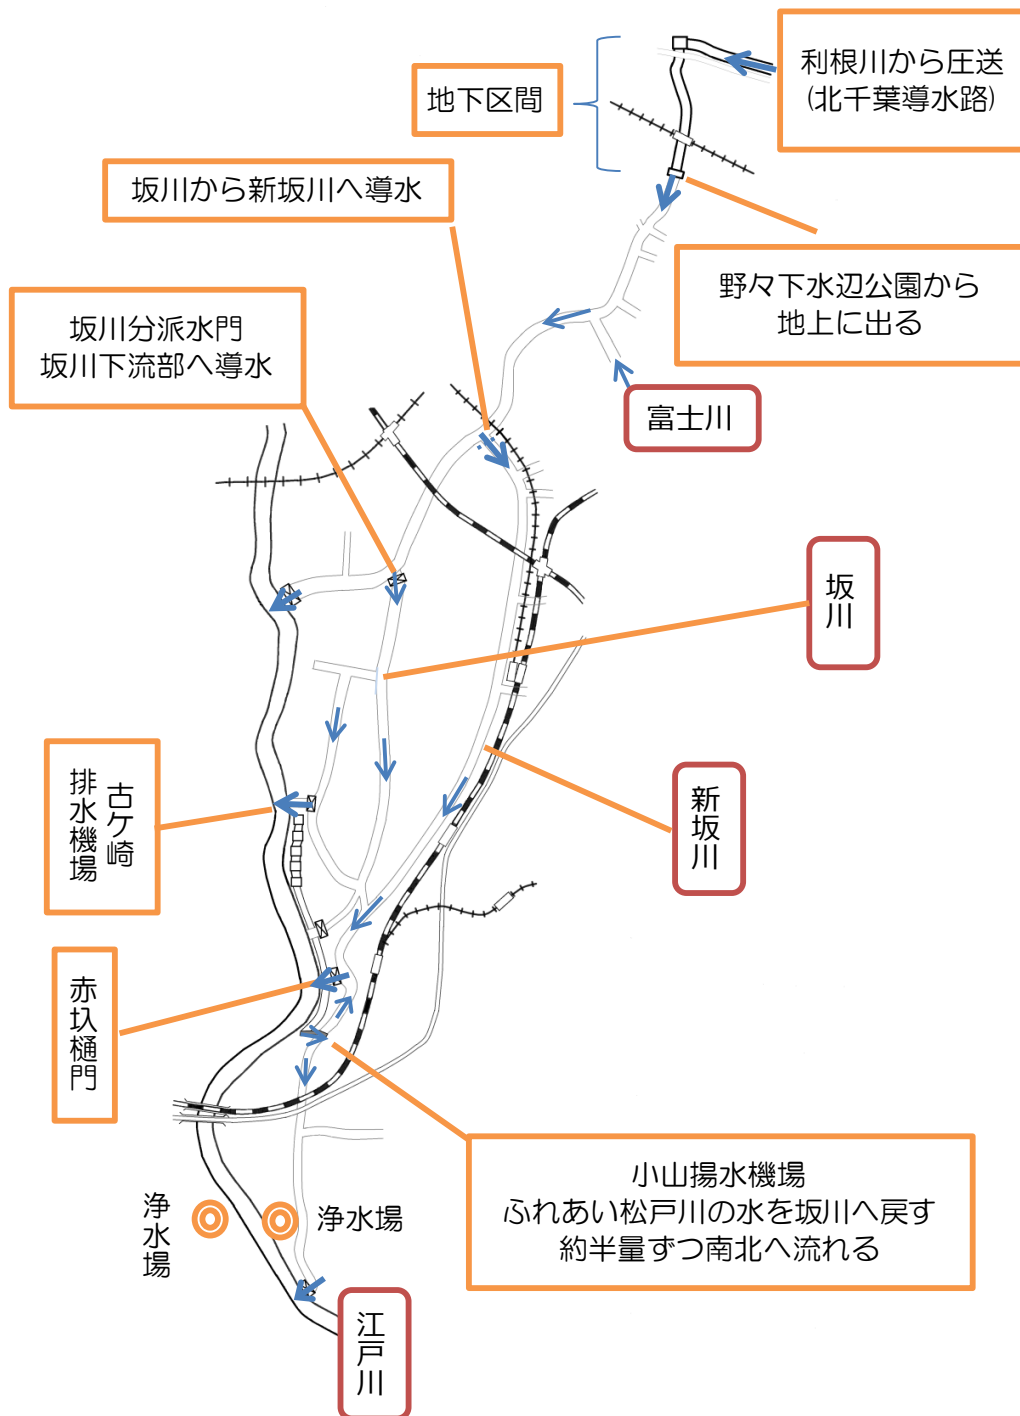 利根川から圧送
(北千葉導水路)
地下区間
坂川から新坂川へ導水
野々下水辺公園から
地上に出る
坂川分派水門
坂川下流部へ導水
富士川
坂川
古ケ崎
排水機場
新坂川
赤圦樋門
小山揚水機場
ふれあい松戸川の水を坂川へ戻す
約半量ずつ南北へ流れる
浄水場
浄水場
江戸川